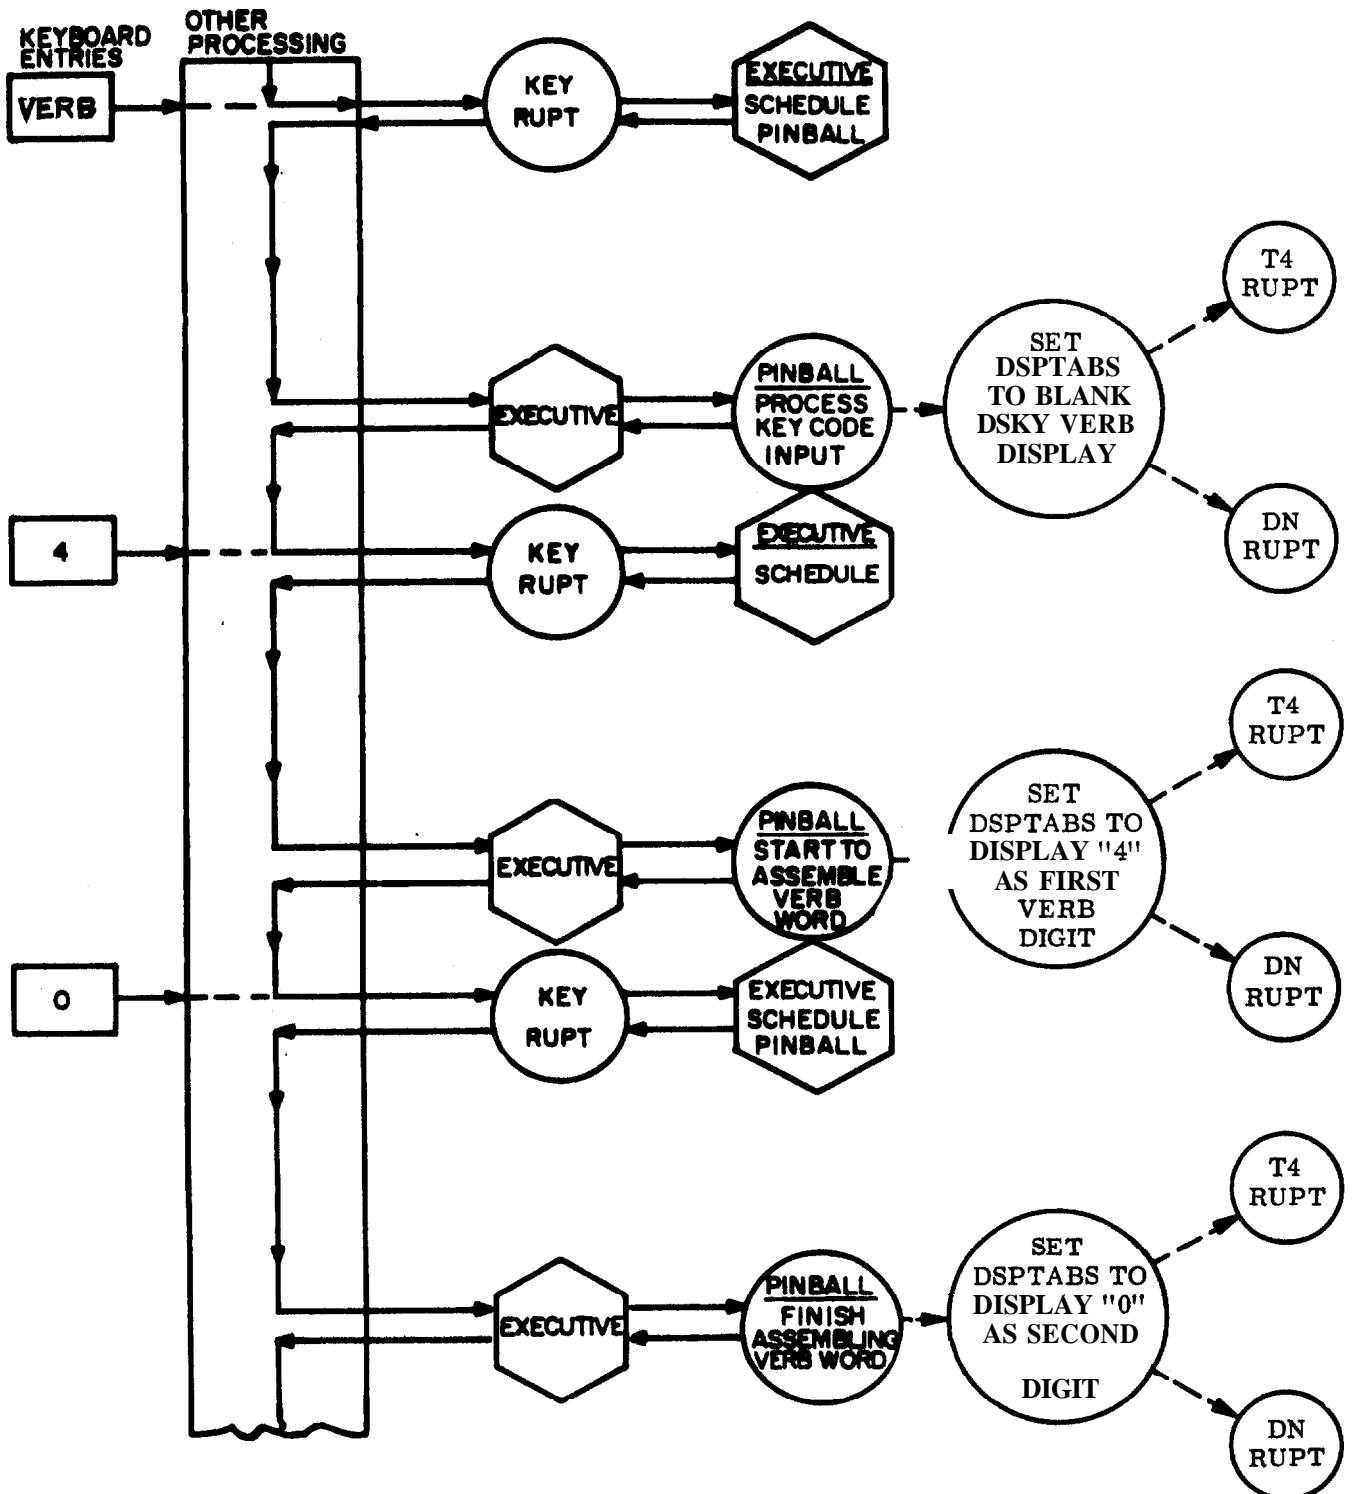 KEYBOARD
ENTRIES
OTHER
PROCESSING
VERB
KEY
RUPT
EXECUTIVE
SCHEDULE
PINBALL
T4
RUPT
EXECUTIVE
PINBALL
PROCESS
KEY CODE
INPUT
SET
DSPTABS
TO BLANK
DSKY VERB
DISPLAY
DN
RUPT
4
KEY
RUPT
EXECUTIVE
SCHEDULE
T4
RUPT
EXECUTIVE
PINBALL
START TO
ASSEMBLE
VERB
WORD
SET
DSPTABS TO
DISPLAY "4"
AS FIRST
VERB
DIGIT
DN
RUPT
0
KEY
RUPT
EXECUTIVE
SCHEDULE
PINBALL
T4
RUPT
EXECUTIVE
PINBALL
FINISH
ASSEMBLING
VERB WORD
SET
DSPTABS TO
DISPLAY "0"
AS SECOND
DIGIT
DN
RUPT